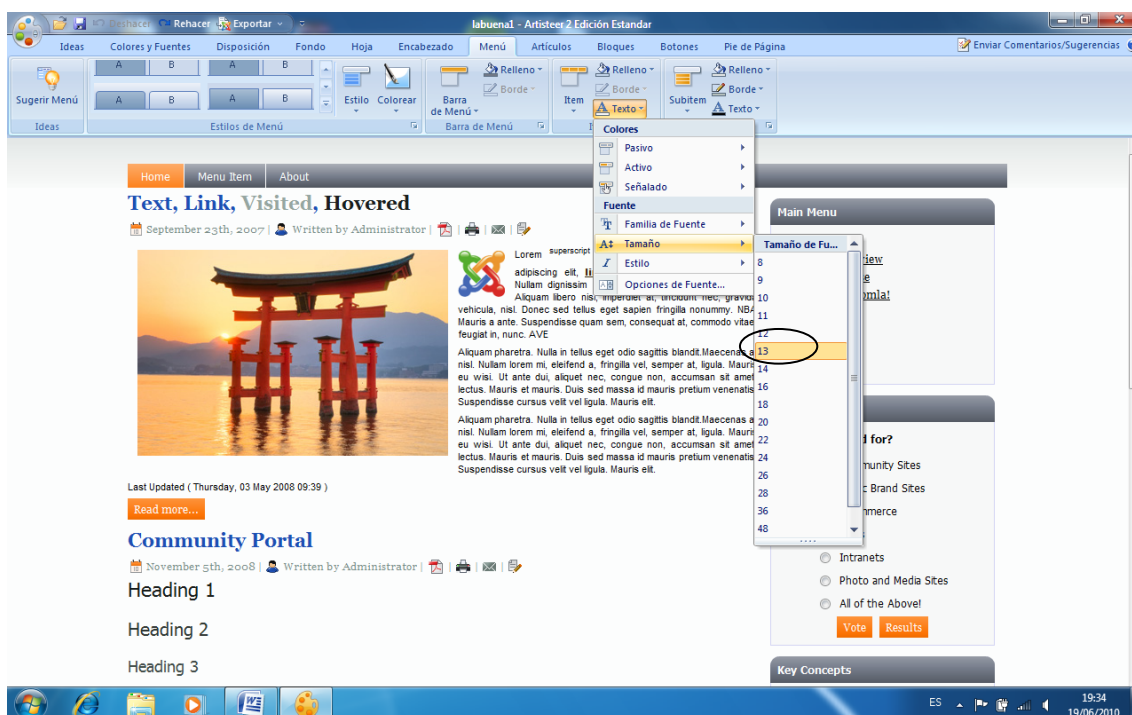 Deshacer Rehacer Exportar
labuena1 - Artisteer 2 Edición Estandar
Ideas Colores y Fuentes Disposición Fondo Hoja Encabezado Menú Artículos Bloques Botones Pie de Página Enviar Comentarios/Sugerencias
A B A B
A B A B
Sugerir Menú
Estilo Colorear
Barra de Menú
Relleno
Borde
Item
Relleno
Borde
Texto
Subitem
Relleno
Borde
Texto
Ideas Estilos de Menú Barra de Menú
Colores
Pasivo
Activo
Señalado
Fuente
Familia de Fuente
Tamaño
Estilo
Opciones de Fuente...
Tamaño de Fu...
8
9
10
11
12
13
14
16
18
20
22
24
26
28
36
48
Home Menu Item About
Text, Link, Visited, Hovered
September 23th, 2007 | Written by Administrator | | | |
Lorem superscript
adipiscing elit,
Nullam dignissim
Aliquam libero nisi, imperdiet at, tincidunt nec, gravida
vehicula, nisl. Donec sed tellus eget sapien fringilla nonummy. NBA
Mauris a ante. Suspendisse quam sem, consequat at, commodo vitae
feugiat in, nunc. AVE
Aliquam pharetra. Nulla in tellus eget odio sagittis blandit.Maecenas a
nisl. Nullam lorem mi, eleifend a, fringilla vel, semper at, ligula. Mauris
eu wisi. Ut ante dui, aliquet nec, congue non, accumsan sit amet
lectus. Mauris et mauris. Duis sed massa id mauris pretium venenatis
Suspendisse cursus velit vel ligula. Mauris elit.
Aliquam pharetra. Nulla in tellus eget odio sagittis blandit.Maecenas a
nisl. Nullam lorem mi, eleifend a, fringilla vel, semper at, ligula. Mauris
eu wisi. Ut ante dui, aliquet nec, congue non, accumsan sit amet
lectus. Mauris et mauris. Duis sed massa id mauris pretium venenatis
Suspendisse cursus velit vel ligula. Mauris elit.
Last Updated ( Thursday, 03 May 2008 09:39 )
Read more...
Community Portal
November 5th, 2008 | Written by Administrator | | | |
Heading 1
Heading 2
Heading 3
Main Menu
d for?
munity Sites
c Brand Sites
mmerce
Intranets
Photo and Media Sites
All of the Above!
Vote Results
Key Concepts
ES
19:34
19/06/2010